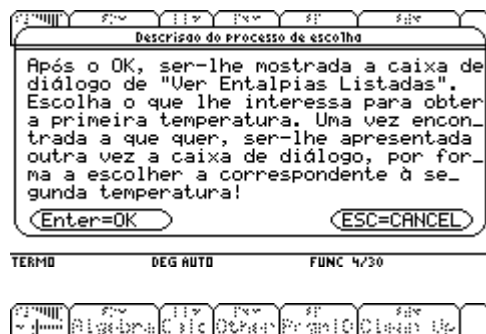 Descrisao do processo de escolha
Após o OK, ser-lhe mostrada a caixa de
diálogo de "Ver Entalpias Listadas".
Escolha o que lhe interessa para obter
a primeira temperatura. Uma vez encon_
trada a que quer, ser-lhe apresentada
outra vez a caixa de diálogo, por for_
ma a escolher a correspondente à se_
gunda temperatura!
Enter=OK ESC=CANCEL
TERMO DEG AUTO FUNC 4/30
Algebra Calc Other PrgmIO Clean Up